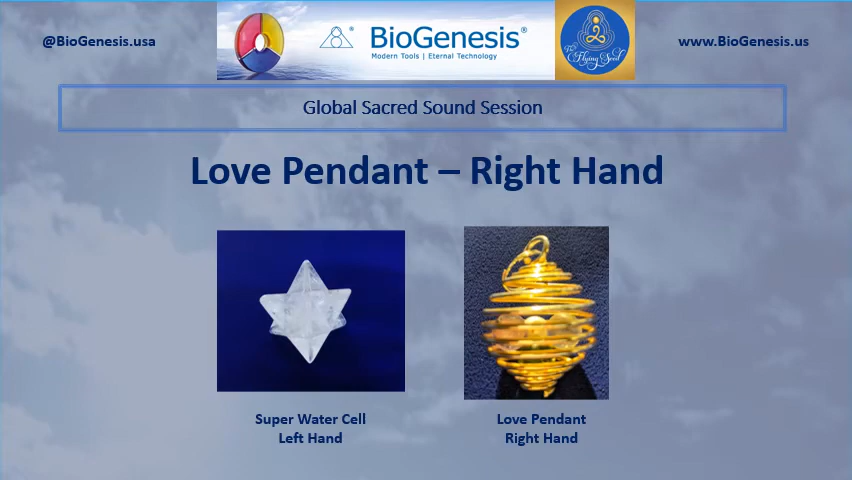 @BioGenesis.usa
BioGenesis®
Modern Tools | Eternal Technology
The
Flying Seed
www.BioGenesis.us
Global Sacred Sound Session
Love Pendant – Right Hand
Super Water Cell
Left Hand
Love Pendant
Right Hand